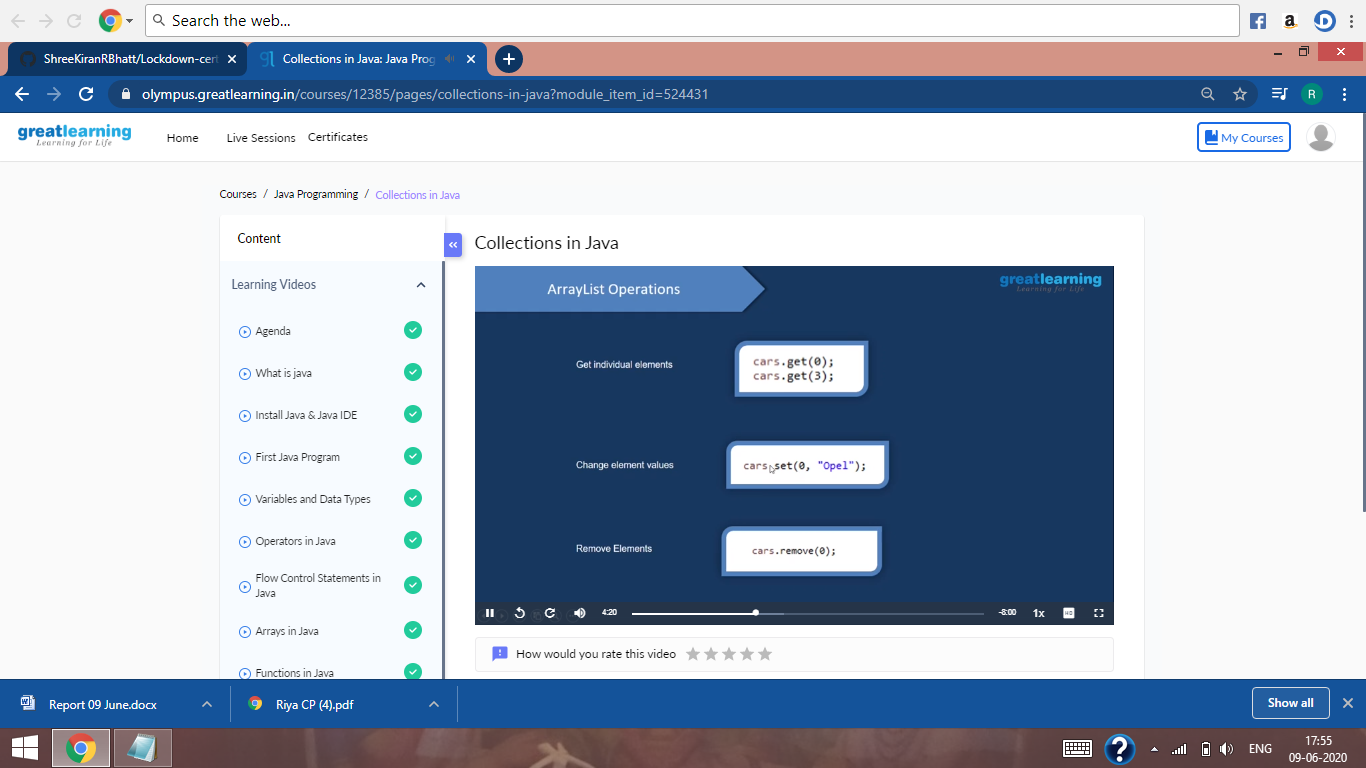 Search the web...
ShreeKiranRBhatt/Lockdown-cert
Collections in Java: Java Prog
olympus.greatlearning.in/courses/12385/pages/collections-in-java?module_item_id=524431
R
greatlearning
Learning for Life
Home
Live Sessions
Certificates
My Courses
Courses / Java Programming / Collections in Java
Content
«
Collections in Java
Learning Videos
Agenda
What is java
Install Java & Java IDE
First Java Program
Variables and Data Types
Operators in Java
Flow Control Statements in
Java
Arrays in Java
Functions in Java
ArrayList Operations
greatlearning
Learning for Life
Get individual elements
cars.get(0);
cars.get(3);
Change element values
cars.set(0, "Opel");
Remove Elements
cars.remove(0);
4:20
-8:00
1x
HD
How would you rate this video
Report 09 June.docx
Riya CP (4).pdf
Show all
ENG
17:55
09-06-2020